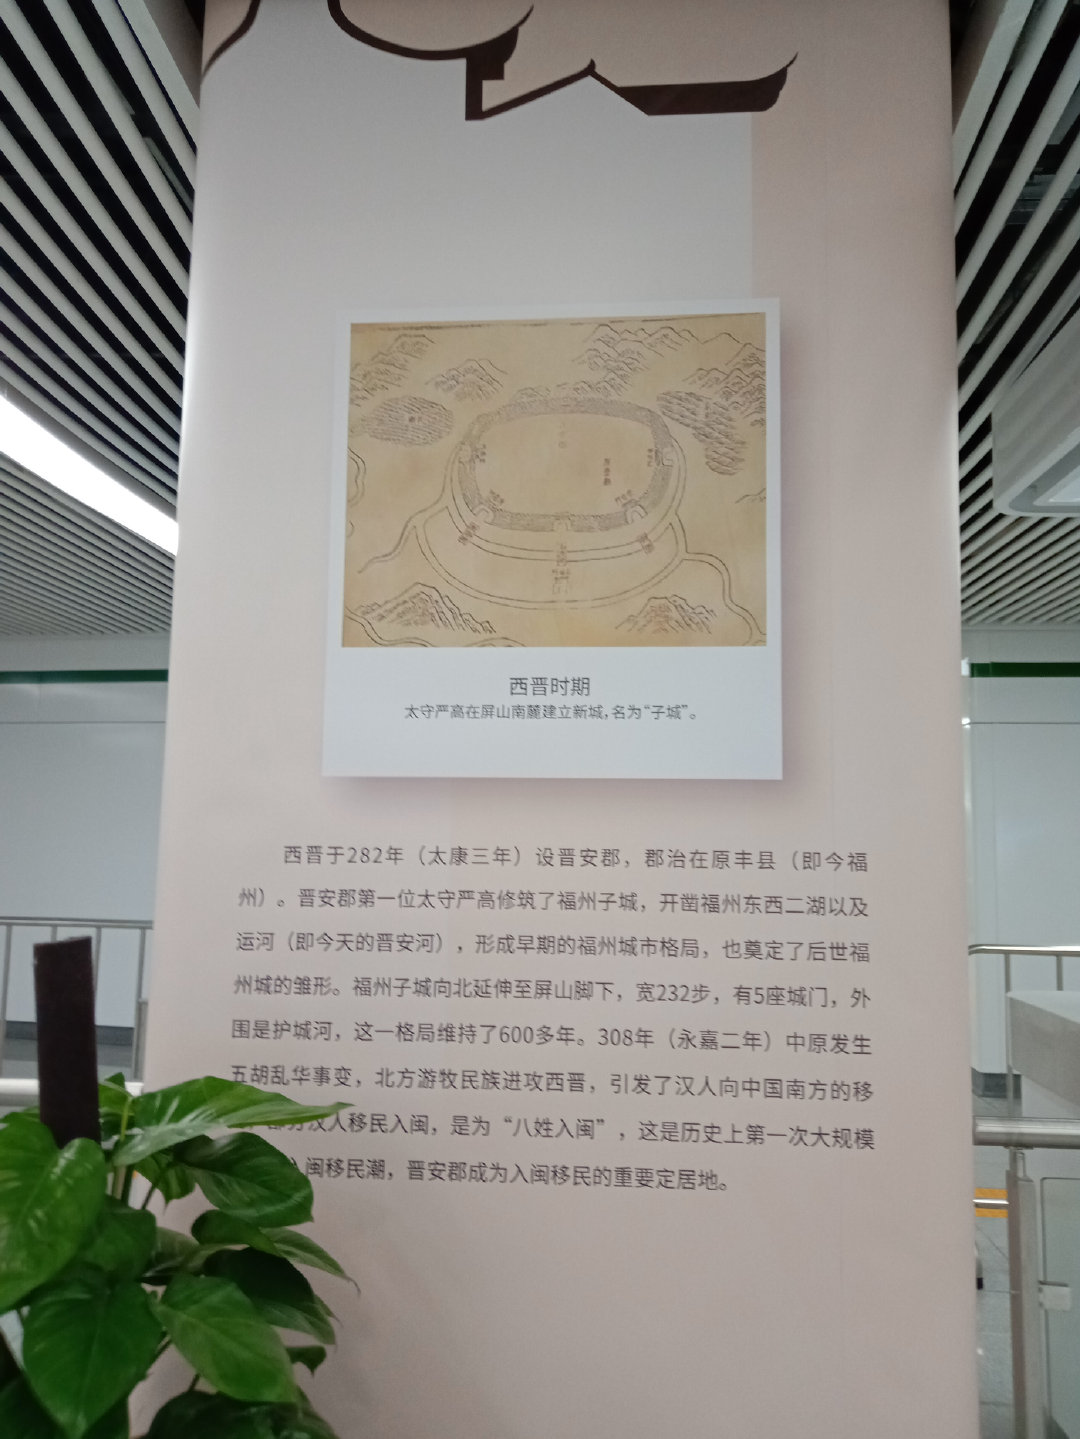 西晋时期
太守严高在屏山南麓建立新城，名为“子城”。
西晋于282年（太康三年）设晋安郡，郡治在原丰县（即今福
州）。晋安郡第一位太守严高修筑了福州子城，开凿福州东西二湖以及
运河（即今天的晋安河），形成早期的福州城市格局，也奠定了后世福
州城的雏形。福州子城向北延伸至屏山脚下，宽232步，有5座城门，外
围是护城河，这一格局维持了600多年。308年（永嘉二年）中原发生
五胡乱华事变，北方游牧民族进攻西晋，引发了汉人向中国南方的移
汉人移民入闽，是为“八姓入闽”，这是历史上第一次大规模
入闽移民潮，晋安郡成为入闽移民的重要定居地。